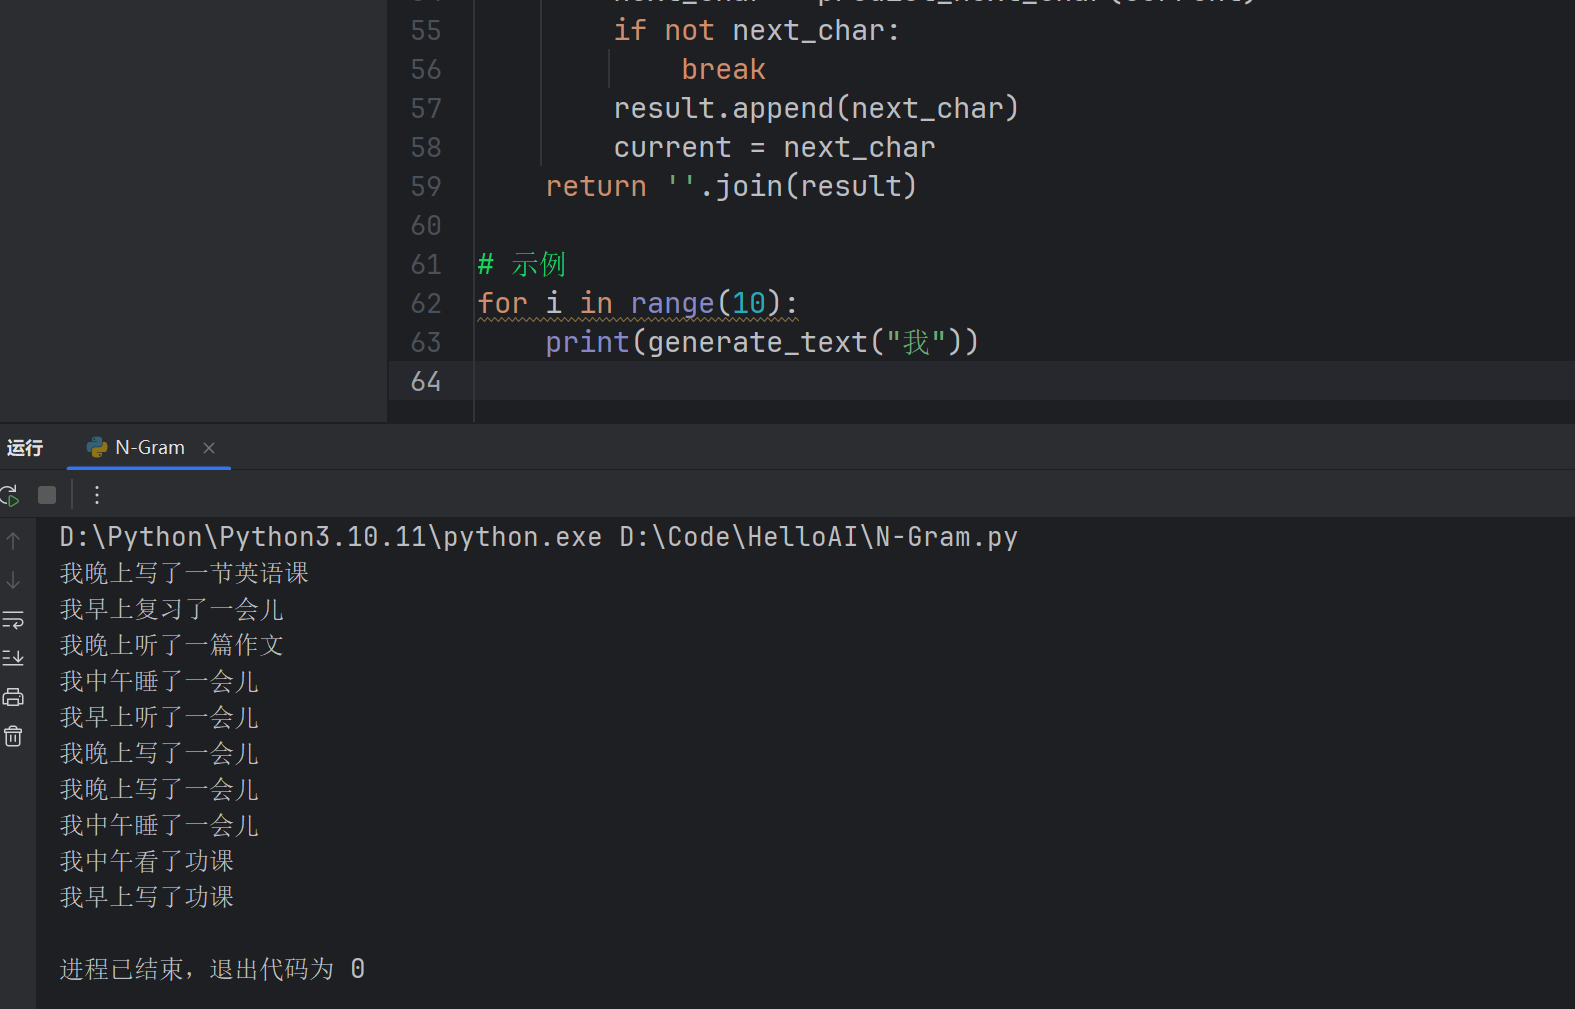 55 if not next_char:
56 break
57 result.append(next_char)
58 current = next_char
59 return ''.join(result)
60
61 # 示例
62 for i in range(10):
63 print(generate_text("我"))
64
运行 N-Gram ×
D:\Python\Python3.10.11\python.exe D:\Code\HelloAI\N-Gram.py
我晚上写了一节英语课
我早上复习了一会儿
我晚上听了一篇作文
我中午睡了一会儿
我早上听了一会儿
我晚上写了一会儿
我晚上写了一会儿
我中午睡了一会儿
我中午看了功课
我早上写了功课
进程已结束，退出代码为 0